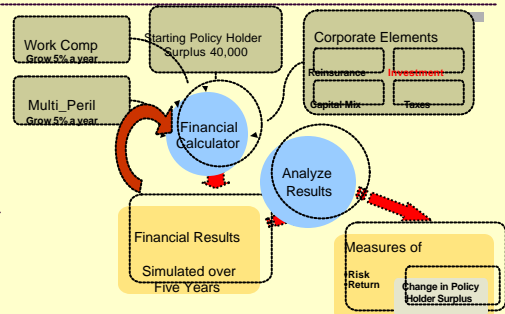 Work Comp
Grow 5% a year
Starting Policy Holder
Surplus 40,000
Corporate Elements
Reinsurance
Investment
Capital Mix
Taxes
Multi_Peril
Grow 5% a year
Financial
Calculator
Analyze
Results
Financial Results
Simulated over
Five Years
Measures of
•Risk
•Return
Change in Policy
Holder Surplus